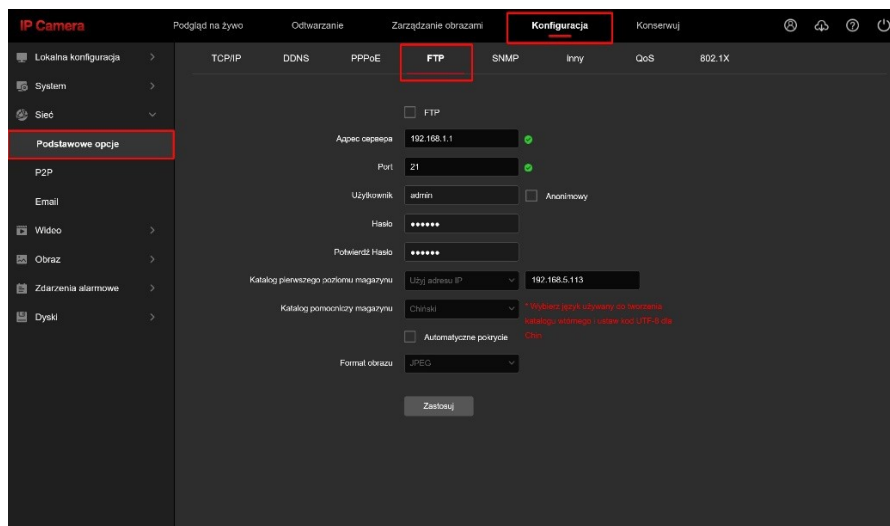 IP Camera
Podgląd na żywo
Odtwarzanie
Zarządzanie obrazami
Konfiguracja
Konserwuj
Lokalna konfiguracja
System
Sieć
Podstawowe opcje
P2P
Email
Wideo
Obraz
Zdarzenia alarmowe
Dyski
TCP/IP
DDNS
PPPoE
FTP
SNMP
Inny
QoS
802.1X
FTP
Адрес сервера 192.168.1.1
Port 21
Użytkownik admin Anonimowy
Hasło ●●●●●●
Potwierdź Hasło ●●●●●●
Katalog pierwszego poziomu magazynu Użyj adresu IP 192.168.5.113
Katalog pomocniczy magazynu Chiński * Wybierz język używany do tworzenia
katalogu wtórnego i ustaw kod UTF-8 dla
Chin
Automatyczne pokrycie
Format obrazu JPEG
Zastosuj